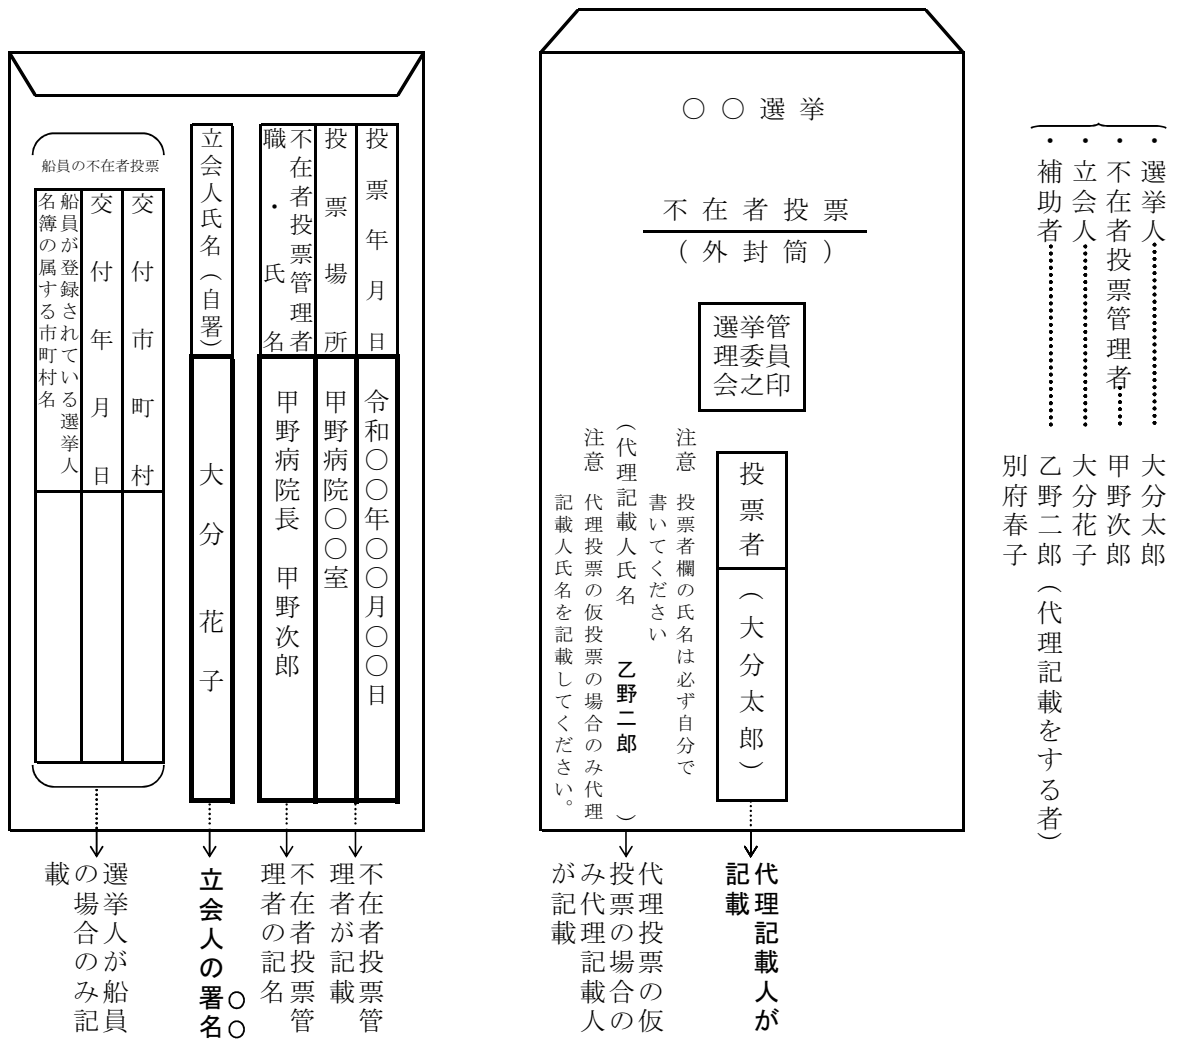 ・選挙人………大分太郎
・不在者投票管理者…甲野次郎
・立会人………大分花子
・補助者………乙野二郎（代理記載をする者）
別府春子
〇〇選挙
不在者投票
（外封筒）
選挙管
理委員
会之印
投票者
（大分太郎）
注意　投票者欄の氏名は必ず自分で
書いてください
（代理記載人氏名　乙野二郎　）
注意　代理投票の仮投票の場合のみ代理
記載人氏名を記載してください。
代理記載人が
記載
代理投票の仮
投票の場合の
み代理記載人
が記載
投票年月日
令和〇〇年〇〇月〇〇日
投票場所
甲野病院〇〇室
不在者投票管理者
職・氏名
甲野病院長　甲野次郎
立会人氏名（自署）
大分花子
船員の不在者投票
交付市町村
交付年月日
船員が登録されている選挙人
名簿の属する市町村名
不在者投票管
理者が記載
不在者投票管
理者の記名
立会人の署名
選挙人が船員
の場合のみ記
載